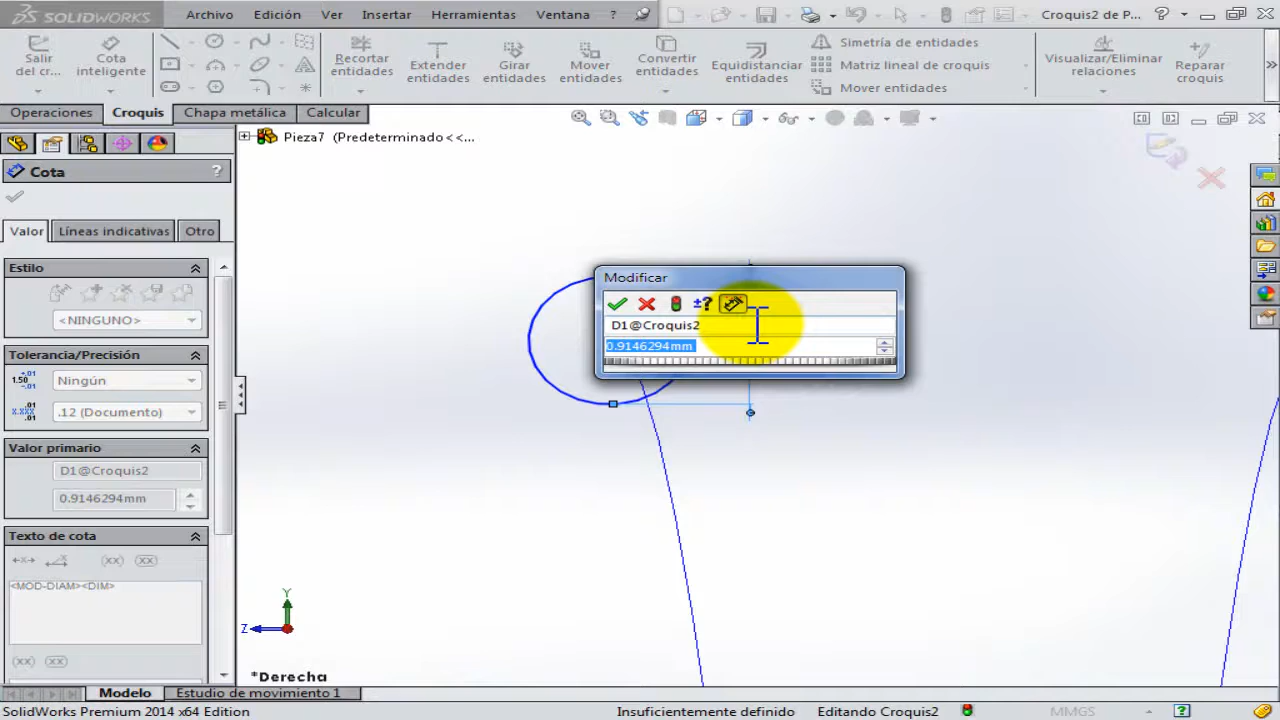 SOLIDWORKS Archivo Edición Ver Insertar Herramientas Ventana ? Croquis2 de P... ?
Salir del cr...
Cota inteligente
Recortar entidades
Extender entidades
Girar entidades
Mover entidades
Convertir entidades
Equidistanciar entidades
Simetría de entidades
Matriz lineal de croquis
Mover entidades
Visualizar/Eliminar relaciones
Reparar croquis
Operaciones Croquis Chapa metálica Calcular
Pieza7 (Predeterminado<<...
Cota ?
Valor Líneas indicativas Otro
Estilo
<NINGUNO>
Tolerancia/Precisión
Ningún
.12 (Documento)
Valor primario
D1@Croquis2
0.9146294mm
Texto de cota
<MOD-DIAM><DIM>
Modificar
D1@Croquis2
0.9146294mm
Y
Z
*Derecha
Modelo Estudio de movimiento 1
SolidWorks Premium 2014 x64 Edition Insuficientemente definido Editando Croquis2 MMGS